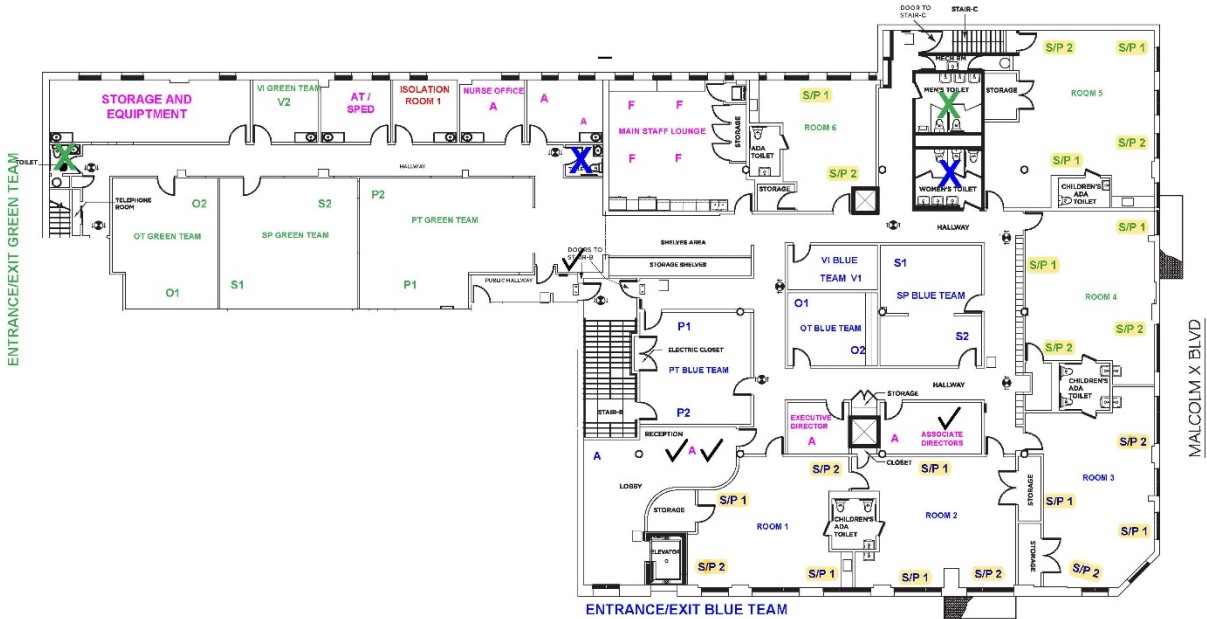 DOOR TO
STAIR-C
STAIR-C
MECH RM
S/P 2
S/P 1
STORAGE AND
EQUIPTMENT
VI GREEN TEAM
V2
AT /
SPED
ISOLATION
ROOM 1
NURSE OFFICE
A
A
A
F F
MAIN STAFF LOUNGE
F F
STORAGE
S/P 1
ROOM 6
ADA
TOILET
S/P 2
STORAGE
MEN'S TOILET
X
STORAGE
ROOM 5
S/P 2
S/P 1
CHILDREN'S
ADA
TOILET
WOMEN'S TOILET
X
TOILET
X
HALLWAY
X
ENTRANCE/EXIT GREEN TEAM
TELEPHONE
ROOM
O2
OT GREEN TEAM
O1
S2
SP GREEN TEAM
S1
P2
PT GREEN TEAM
P1
PUBLIC HALLWAY
DOORS TO
STAIR-B
SHELVES AREA
STORAGE SHELVES
HALLWAY
VI BLUE
TEAM V1
S1
SP BLUE TEAM
S2
O1
OT BLUE TEAM
O2
S/P 1
S/P 1
ROOM 4
S/P 2
S/P 2
CHILDREN'S
ADA
TOILET
P1
ELECTRIC CLOSET
PT BLUE TEAM
P2
STAIR-B
HALLWAY
STORAGE
EXECUTIVE
DIRECTOR
A
A
ASSOCIATE
DIRECTORS
CLOSET
RECEPTION
A
A
LOBBY
STORAGE
ELEVATOR
S/P 2
S/P 1
ROOM 1
S/P 2
S/P 1
CHILDREN'S
ADA
TOILET
S/P 1
ROOM 2
S/P 1
S/P 2
STORAGE
STORAGE
S/P 2
ROOM 3
S/P 1
S/P 1
S/P 2
MALCOLM X BLVD
ENTRANCE/EXIT BLUE TEAM